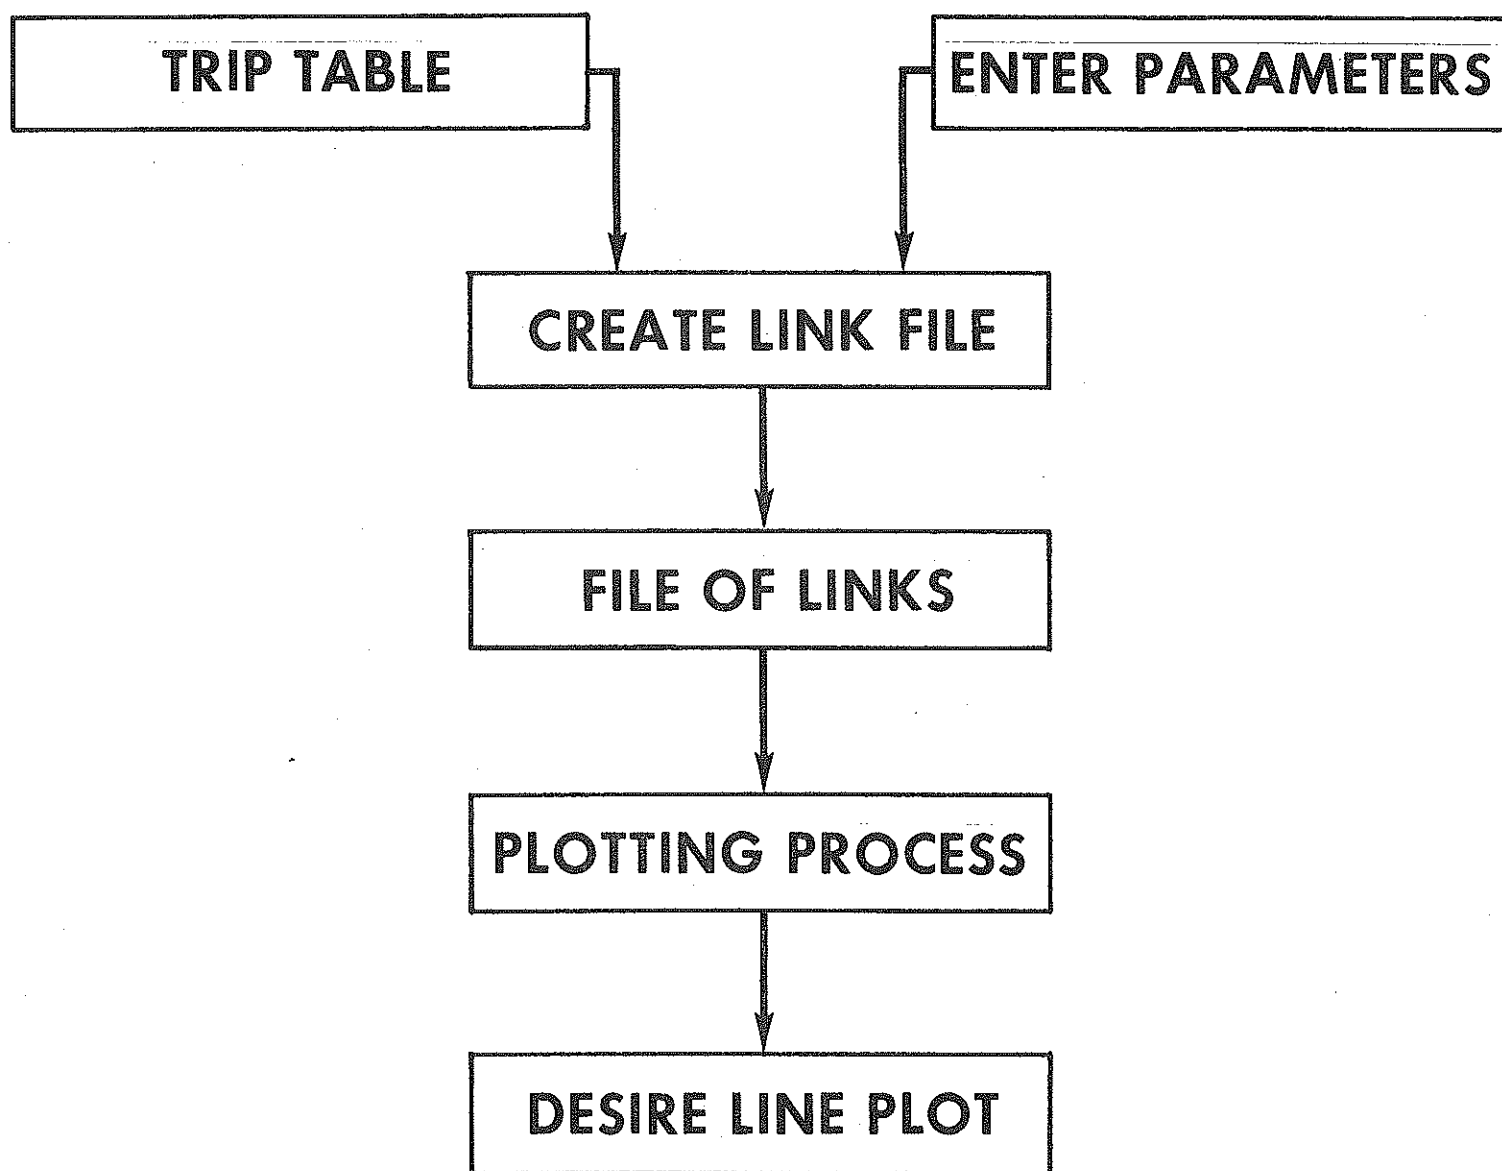 TRIP TABLE
ENTER PARAMETERS
CREATE LINK FILE
FILE OF LINKS
PLOTTING PROCESS
DESIRE LINE PLOT